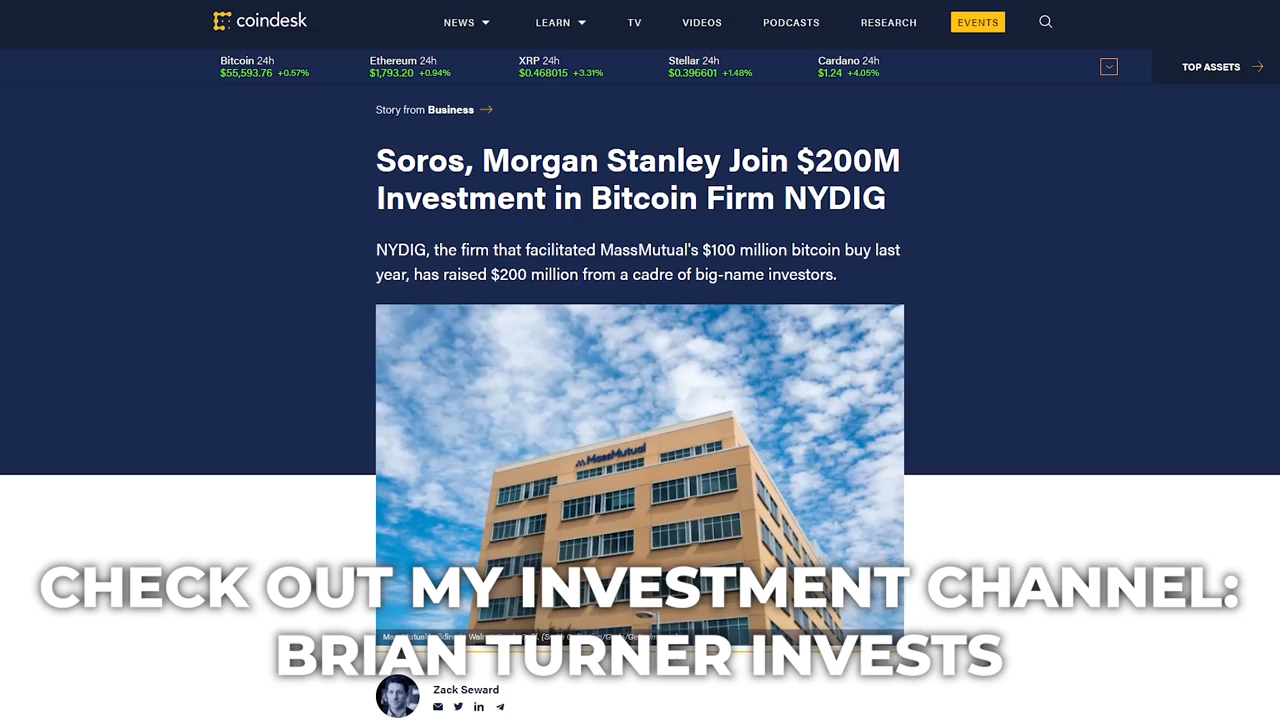 coindesk
NEWS LEARN TV VIDEOS PODCASTS RESEARCH EVENTS
Bitcoin 24h Ethereum 24h XRP 24h Stellar 24h Cardano 24h
$55,593.76 +0.57% $1,793.20 +0.94% $0.468015 +3.31% $0.396601 +1.48% $1.24 +4.05%
TOP ASSETS
Story from Business
Soros, Morgan Stanley Join $200M
Investment in Bitcoin Firm NYDIG
NYDIG, the firm that facilitated MassMutual's $100 million bitcoin buy last
year, has raised $200 million from a cadre of big-name investors.
MassMutual
CHECK OUT MY INVESTMENT CHANNEL:
BRIAN TURNER INVESTS
Zack Seward